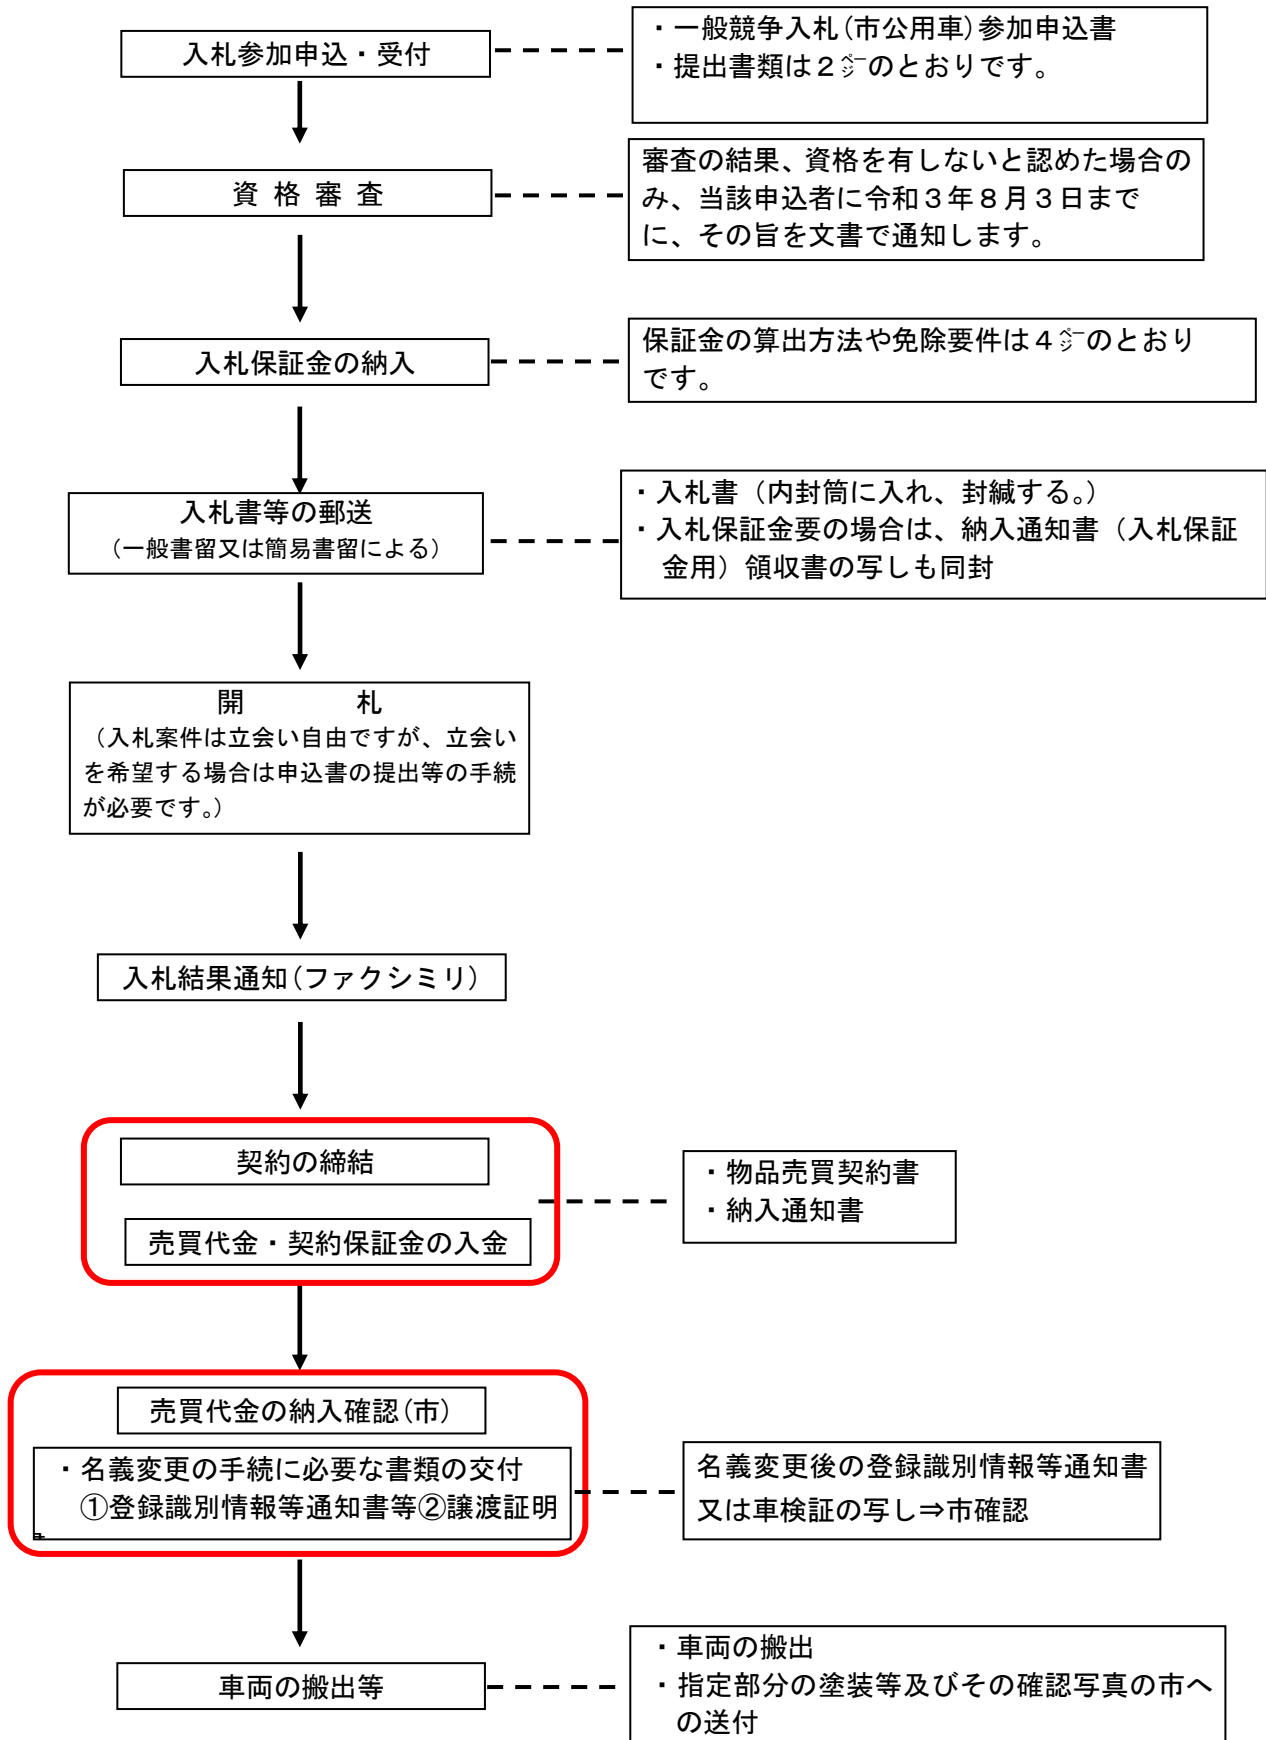 入札参加申込・受付
・一般競争入札(市公用車)参加申込書
・提出書類は２㌻のとおりです。
資格審査
審査の結果、資格を有しないと認めた場合の
み、当該申込者に令和３年８月３日まで
に、その旨を文書で通知します。
入札保証金の納入
保証金の算出方法や免除要件は４㌻のとおり
です。
入札書等の郵送
（一般書留又は簡易書留による）
・入札書（内封筒に入れ、封緘する。）
・入札保証金要の場合は、納入通知書（入札保証
金用）領収書の写しも同封
開　　　札
（入札案件は立会い自由ですが、立会い
を希望する場合は申込書の提出等の手続
が必要です。）
入札結果通知(ファクシミリ)
契約の締結
売買代金・契約保証金の入金
・物品売買契約書
・納入通知書
売買代金の納入確認(市)
・名義変更の手続に必要な書類の交付
①登録識別情報等通知書等②譲渡証明
名義変更後の登録識別情報等通知書
又は車検証の写し⇒市確認
車両の搬出等
・車両の搬出
・指定部分の塗装等及びその確認写真の市へ
の送付